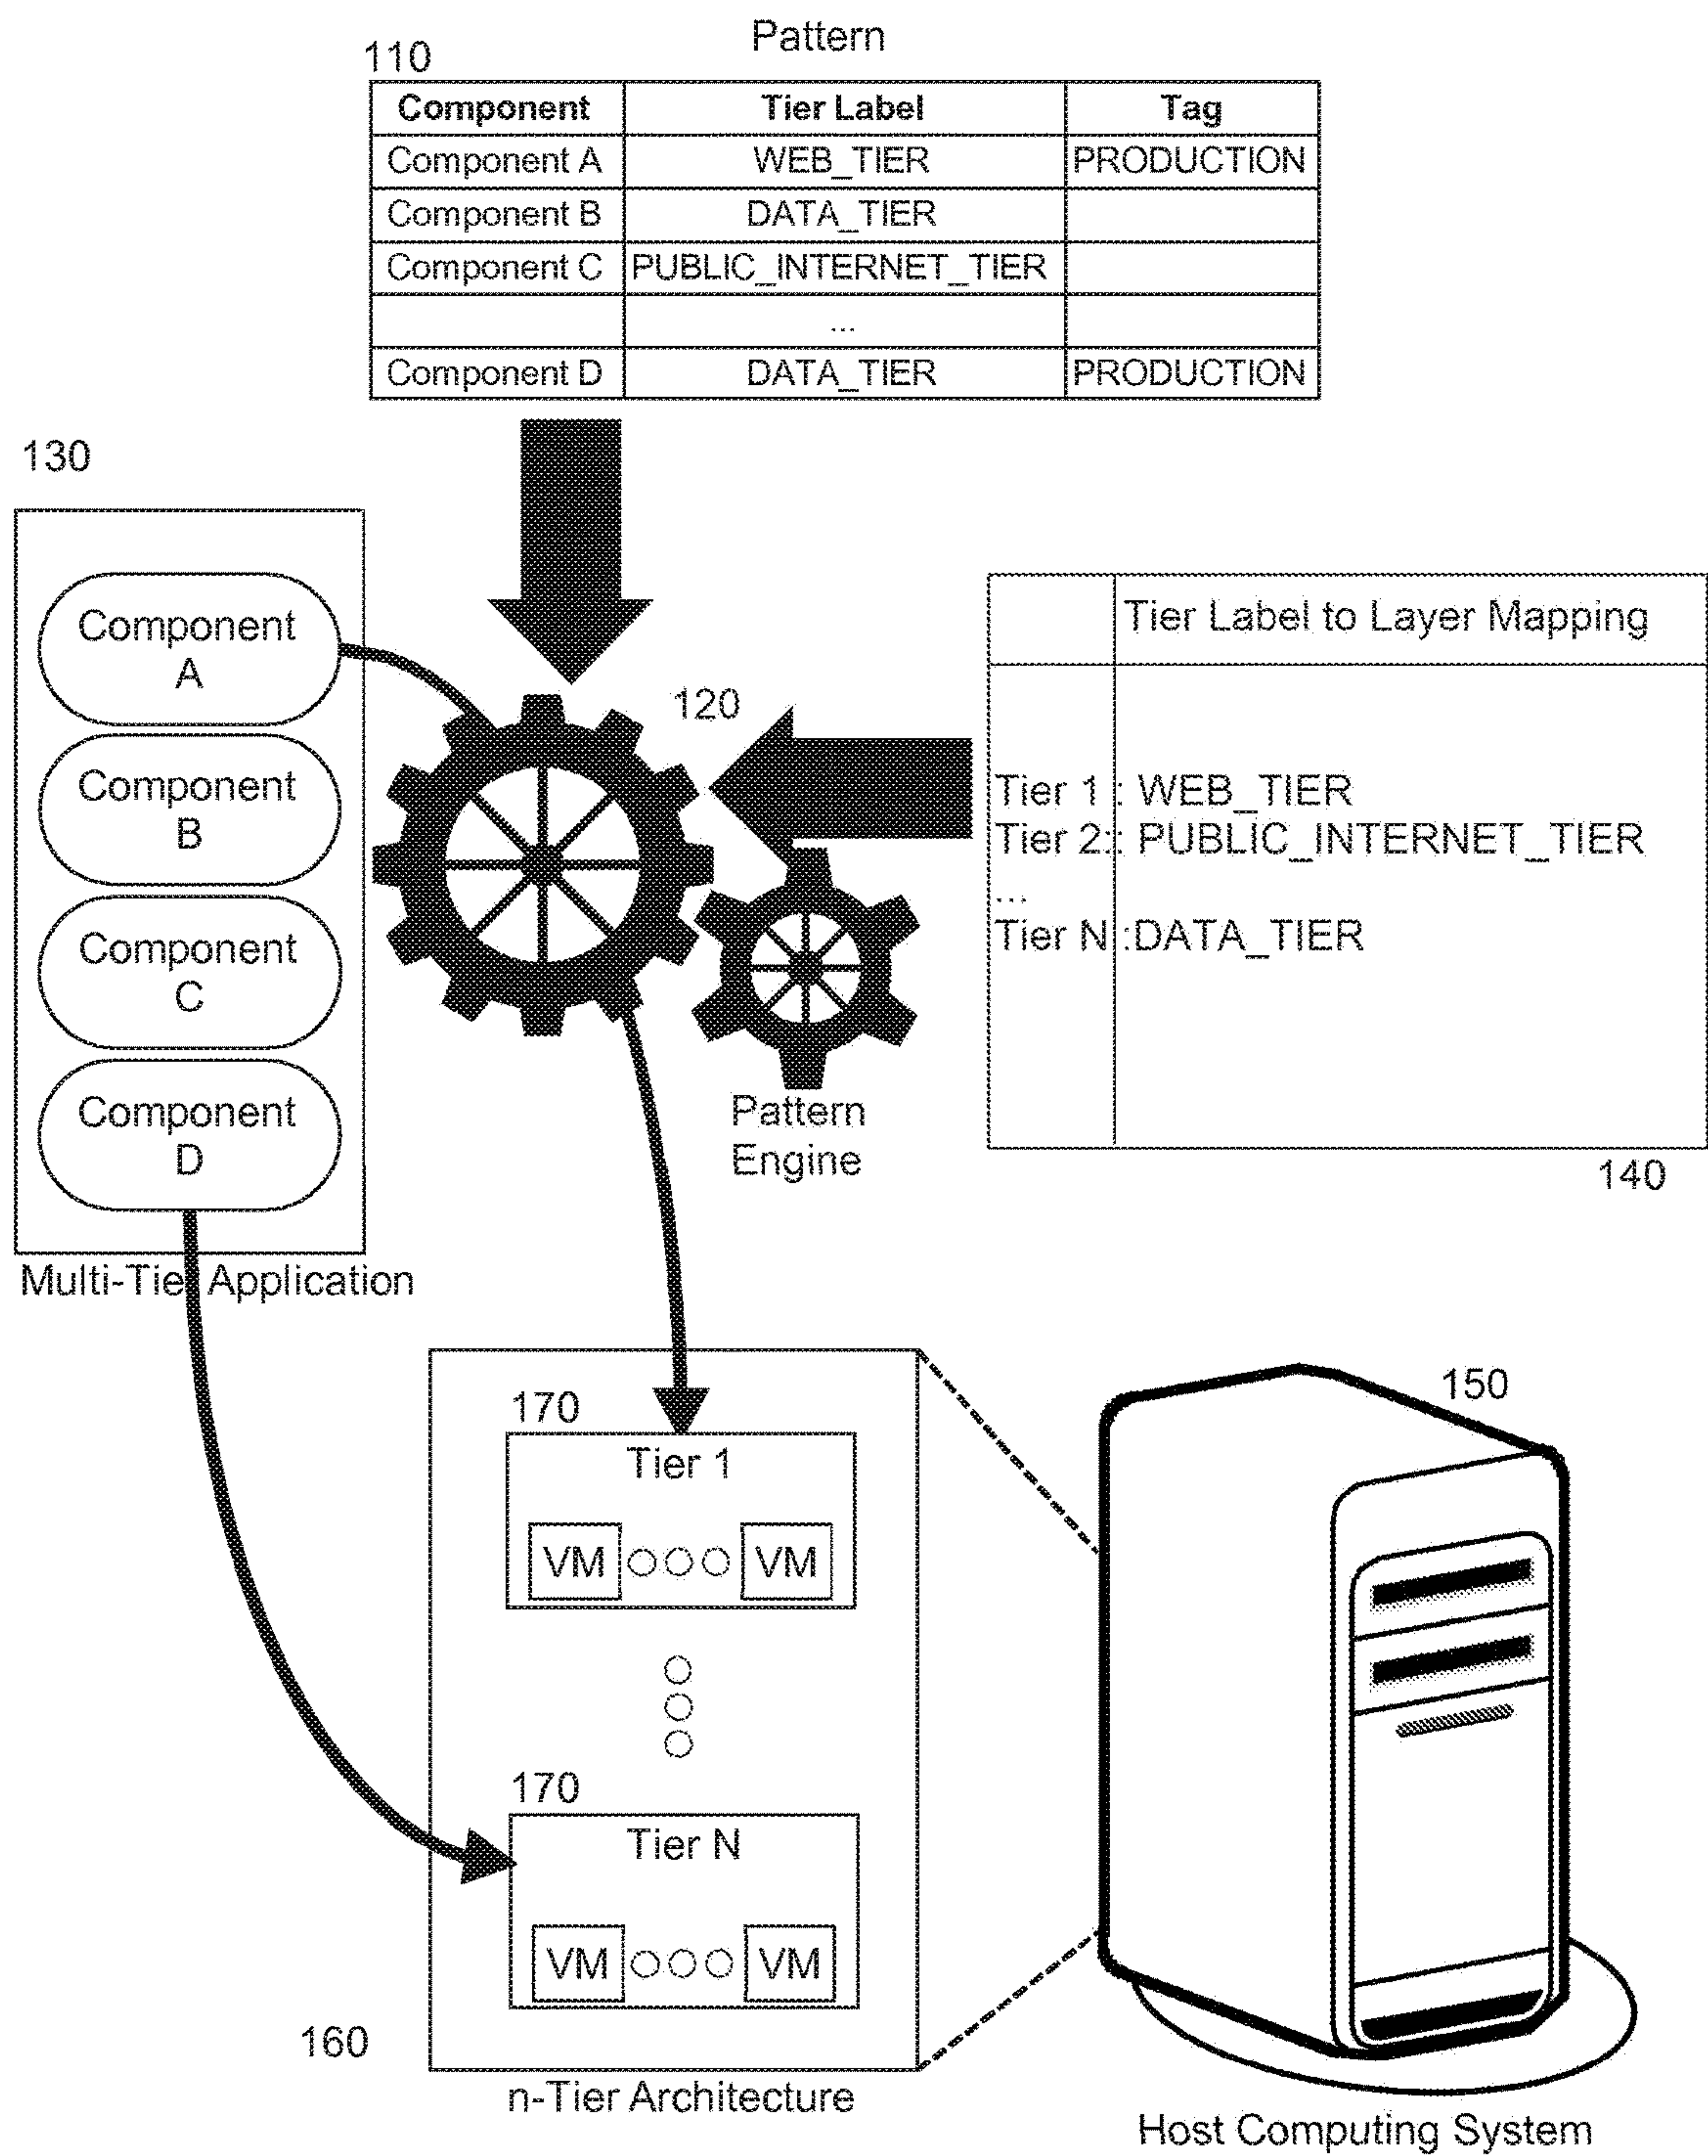 Pattern
110
Component Tier Label Tag
Component A WEB_TIER PRODUCTION
Component B DATA_TIER
Component C PUBLIC_INTERNET_TIER
...
Component D DATA_TIER PRODUCTION
130
Component
A
Component
B
Component
C
Component
D
Multi-Tier Application
120
Pattern
Engine
Tier Label to Layer Mapping
Tier 1 : WEB_TIER
Tier 2:: PUBLIC_INTERNET_TIER
...
Tier N :DATA_TIER
140
170
Tier 1
VM VM
170
Tier N
VM VM
160
n-Tier Architecture
150
Host Computing System